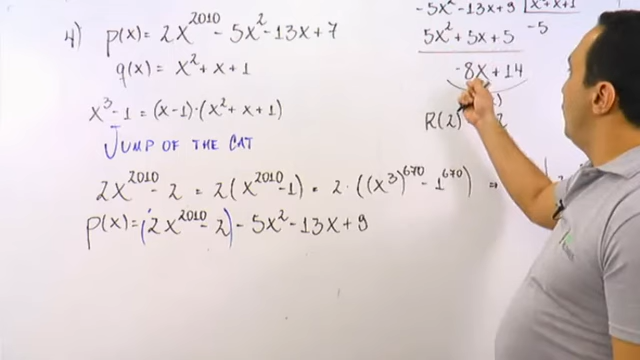 4) p(x) = 2x^2010 - 5x^2 - 13x + 7
q(x) = x^2 + x + 1
x^3 - 1 = (x-1)·(x^2 + x + 1)
JUMP OF THE CAT
2x^2010 - 2 = 2(x^2010 - 1) = 2·((x^3)^670 - 1^670) =
p(x) = (2x^2010 - 2) - 5x^2 - 13x + 9
-5x^2 - 13x + 9 | x^2 + x + 1
5x^2 + 5x + 5 -5
-8x + 14
R(2)